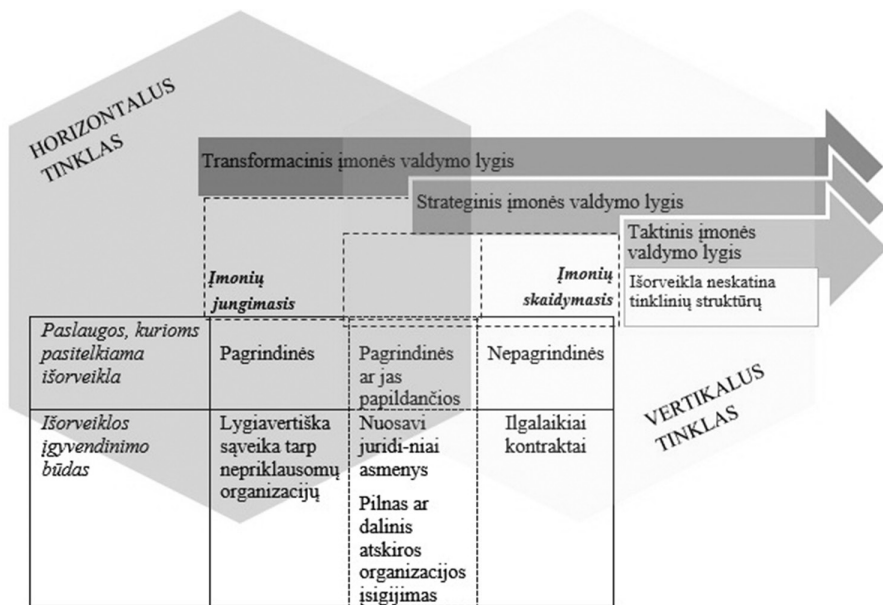 HORIZONTALUS
TINKLAS
Transformacinis įmonės valdymo lygis
Strateginis įmonės valdymo lygis
Taktinis įmonės
valdymo lygis
Išorveikla neskatina
tinklinių struktūrų
Įmonių
jungimasis
Įmonių
skaidymasis
Paslaugos, kurioms
pasitelkiama
išorveikla
Pagrindinės
Pagrindinės
ar jas
papildančios
Nepagrindinės
Išorveiklos
įgyvendinimo
būdas
Lygiavertiška
sąveika tarp
nepriklausomų
organizacijų
Nuosavi
juridi-niai
asmenys
Pilnas ar
dalinis
atskiros
organizacijos
įsigijimas
Ilgalaikiai
kontraktai
VERTIKALUS
TINKLAS